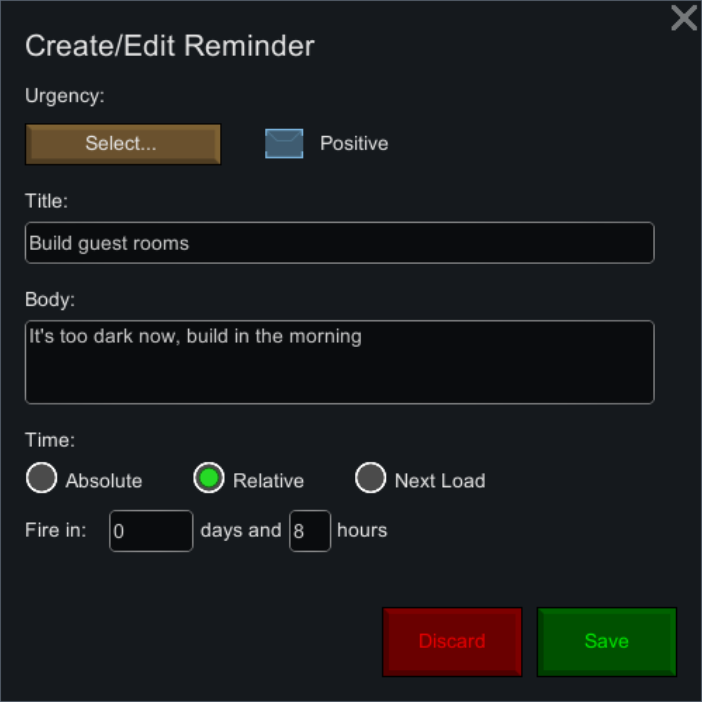 Create/Edit Reminder
Urgency:
Select... Positive
Title:
Build guest rooms
Body:
It's too dark now, build in the morning
Time:
Absolute Relative Next Load
Fire in: 0 days and 8 hours
Discard Save